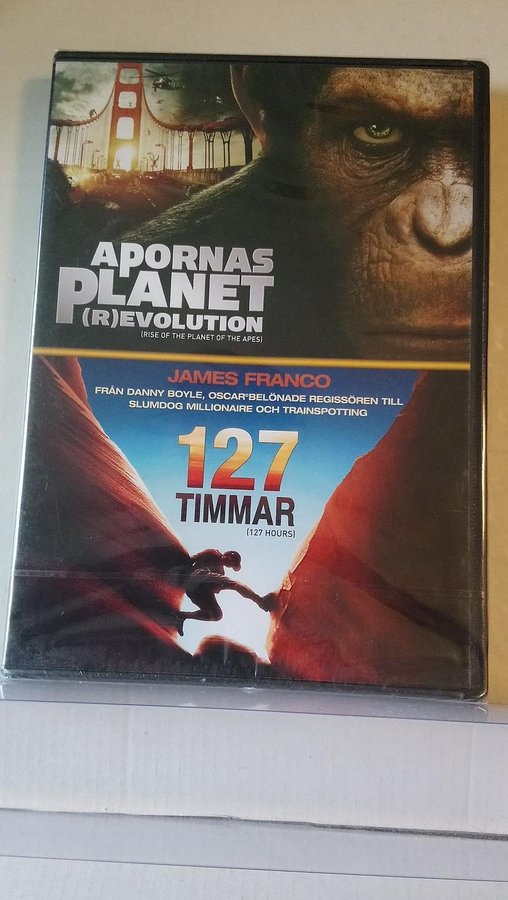 APORNAS
PLANET
(R)EVOLUTION
(RISE OF THE PLANET OF THE APES)
JAMES FRANCO
FRÅN DANNY BOYLE, OSCAR®BELÖNADE REGISSÖREN TILL
SLUMDOG MILLIONAIRE OCH TRAINSPOTTING
127
TIMMAR
(127 HOURS)